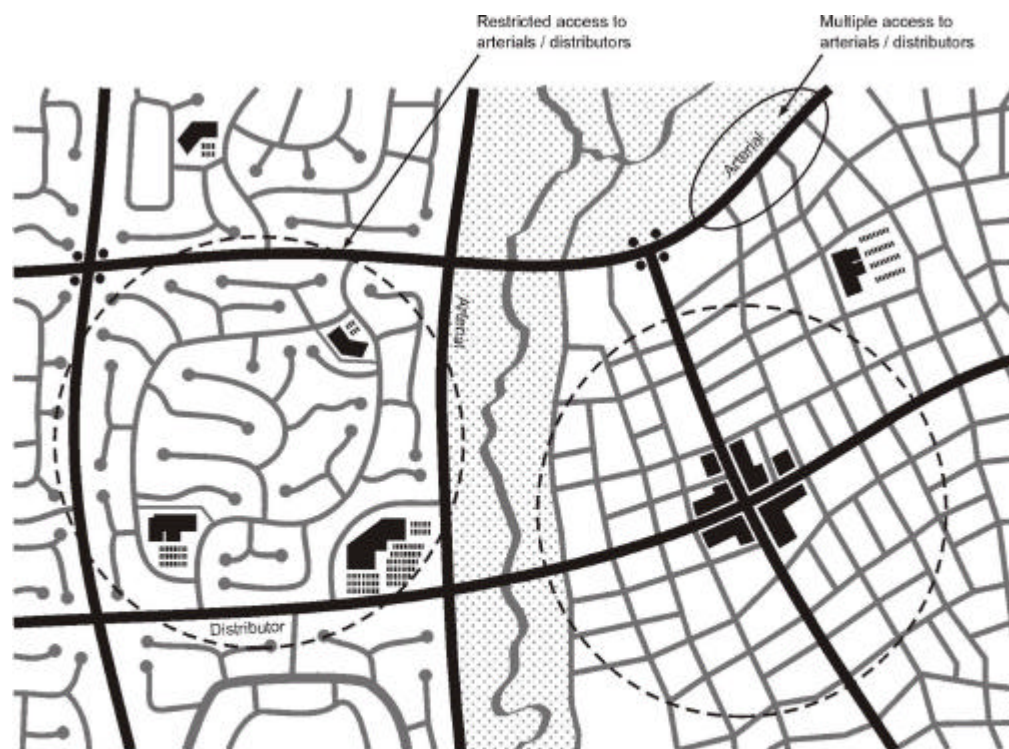 Restricted access to
arterials / distributors
Multiple access to
arterials / distributors
Arterial
Arterial
Distributor